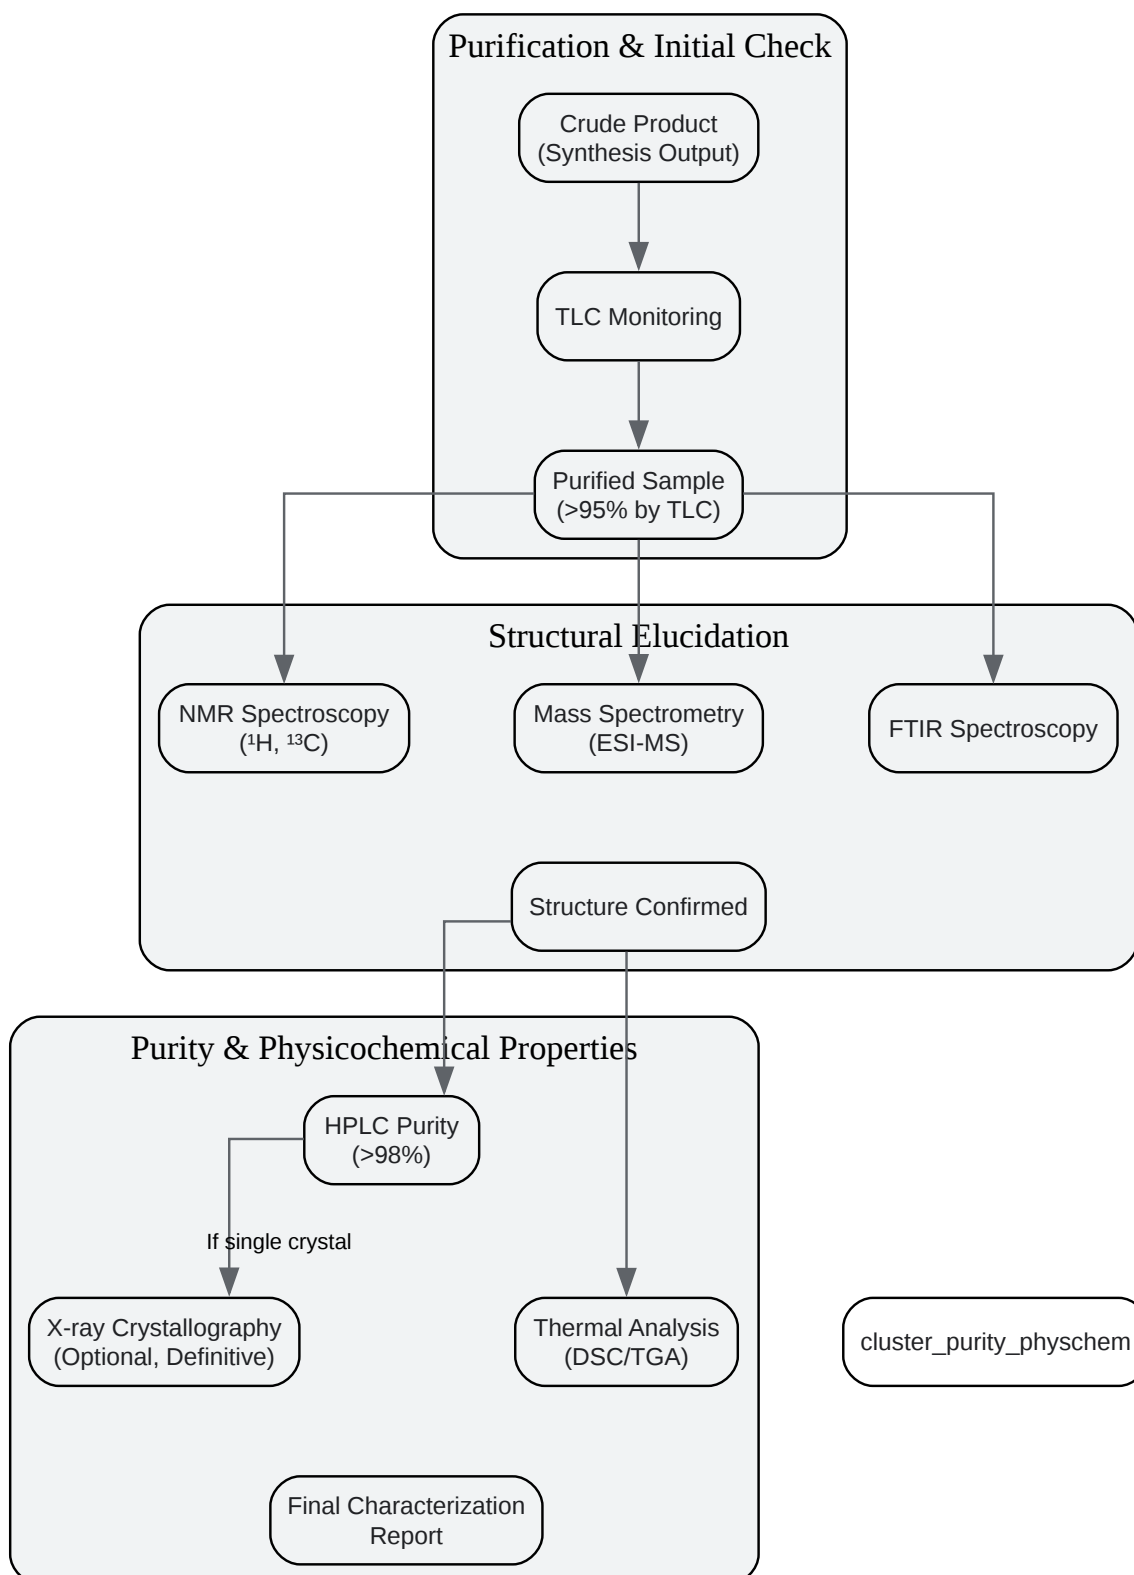 Purification & Initial Check
Crude Product
(Synthesis Output)
TLC Monitoring
Purified Sample
(>95% by TLC)
Structural Elucidation
NMR Spectroscopy
(¹H, ¹³C)
Mass Spectrometry
(ESI-MS)
FTIR Spectroscopy
Structure Confirmed
Purity & Physicochemical Properties
HPLC Purity
(>98%)
If single crystal
X-ray Crystallography
(Optional, Definitive)
Thermal Analysis
(DSC/TGA)
cluster_purity_physchem
Final Characterization
Report